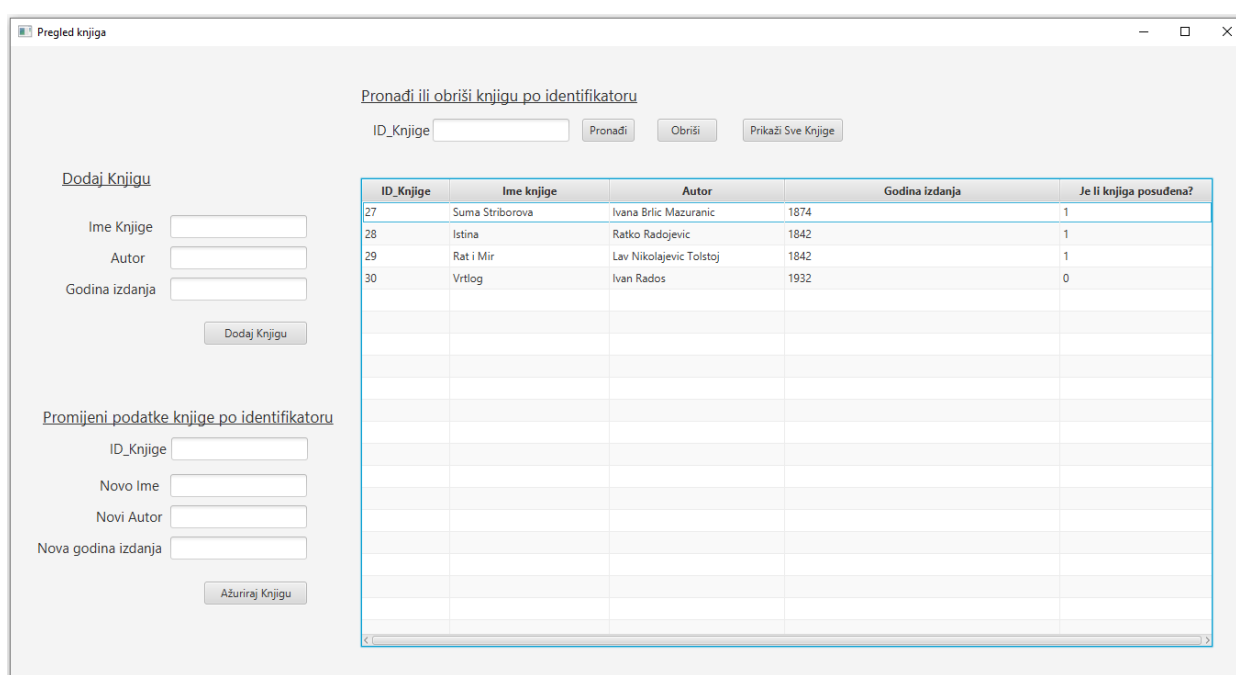 Pregled knjiga
Pronađi ili obriši knjigu po identifikatoru
ID_Knjige
Pronađi
Obriši
Prikaži Sve Knjige
Dodaj Knjigu
Ime Knjige
Autor
Godina izdanja
Dodaj Knjigu
Promijeni podatke knjige po identifikatoru
ID_Knjige
Novo Ime
Novi Autor
Nova godina izdanja
Ažuriraj Knjigu
ID_Knjige Ime knjige Autor Godina izdanja Je li knjiga posuđena?
27 Suma Striborova Ivana Brlic Mazuranic 1874 1
28 Istina Ratko Radojevic 1842 1
29 Rat i Mir Lav Nikolajevic Tolstoj 1842 1
30 Vrtlog Ivan Rados 1932 0